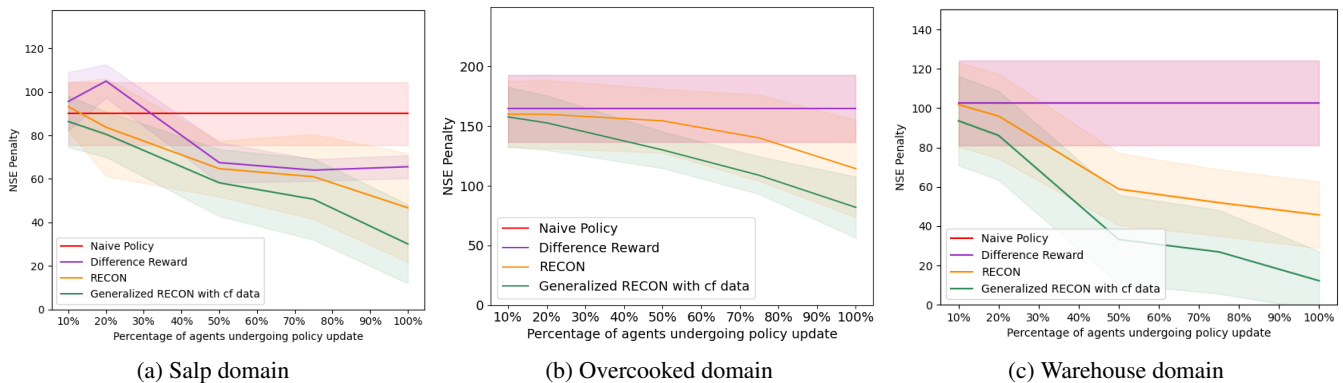 120
100
80
60
40
20
0
NSE Penalty
Naive Policy
Difference Reward
RECON
Generalized RECON with cf data
10% 20% 30% 40% 50% 60% 70% 80% 90% 100%
Percentage of agents undergoing policy update
(a) Salp domain
200
150
100
50
0
NSE Penalty
Naive Policy
Difference Reward
RECON
Generalized RECON with cf data
10% 20% 30% 40% 50% 60% 70% 80% 90% 100%
Percentage of agents undergoing policy update
(b) Overcooked domain
140
120
100
80
60
40
20
0
NSE Penalty
Naive Policy
Difference Reward
RECON
Generalized RECON with cf data
10% 20% 30% 40% 50% 60% 70% 80% 90% 100%
Percentage of agents undergoing policy update
(c) Warehouse domain